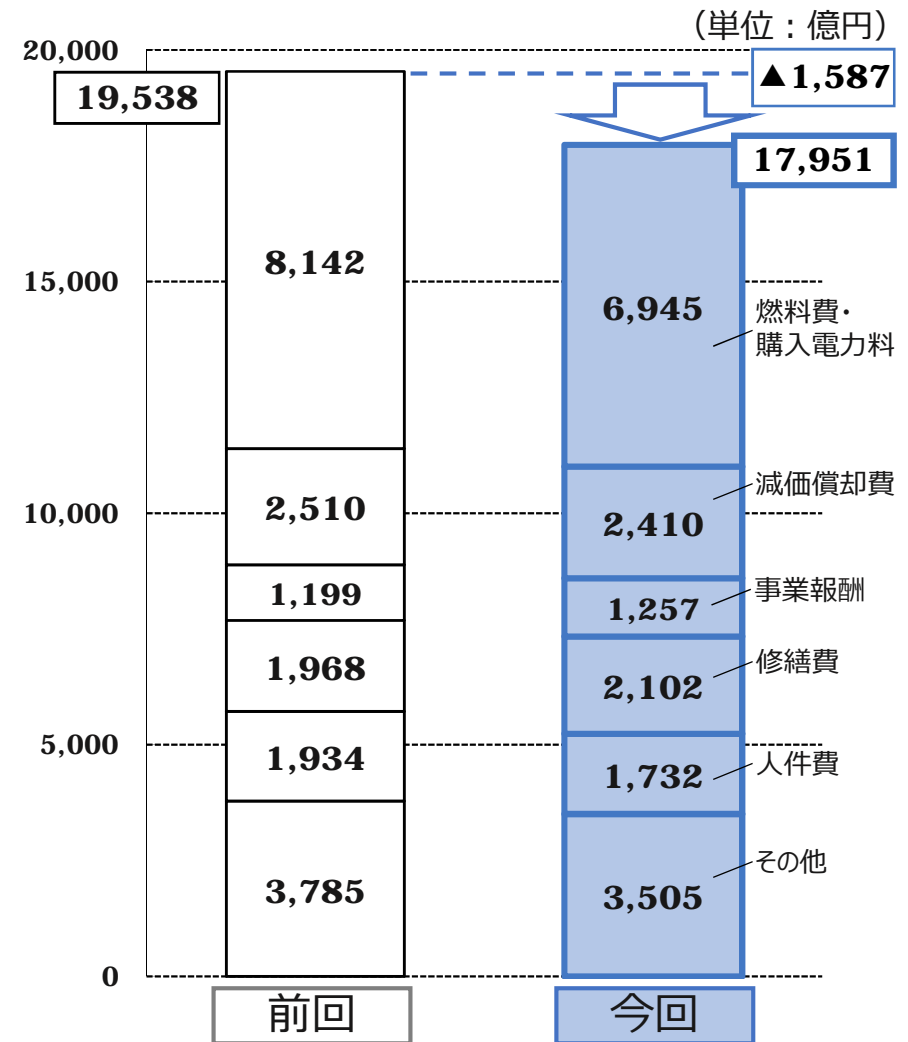 （単位：億円）
20,000
19,538
▲1,587
17,951
8,142
15,000
6,945
燃料費・
購入電力料
2,510
10,000
2,410
減価償却費
1,199
1,257
事業報酬
1,968
2,102
修繕費
5,000
1,934
1,732
人件費
3,785
3,505
その他
0
前回
今回